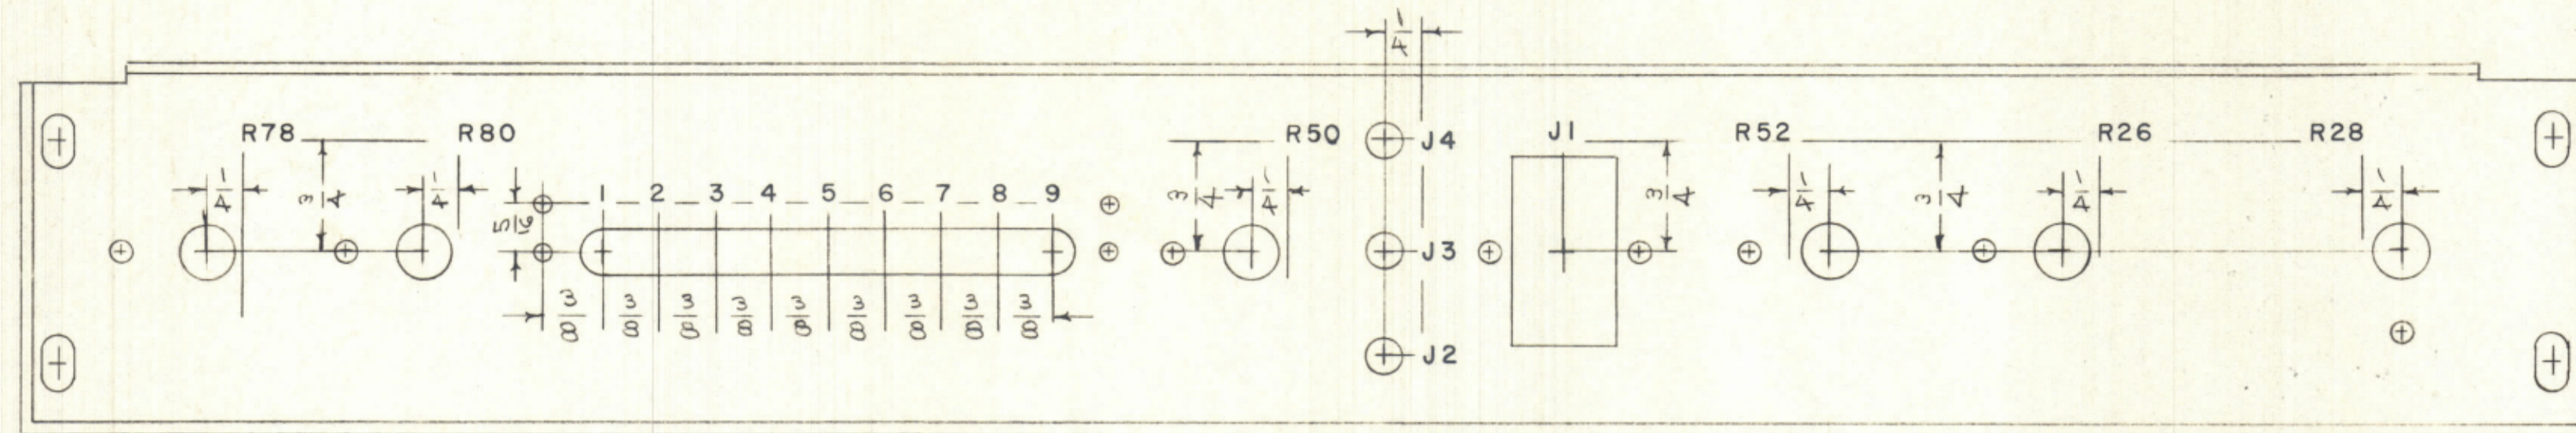 1/4
R78 R80 R50 J4 J1 R52 R26 R28
1/4 3/4 1/4 5/16 1 2 3 4 5 6 7 8 9 3/4 1/4 3/4 1/4 3/4 1/4 1/4
J3
3/8 3/8 3/8 3/8 3/8 3/8 3/8 3/8 3/8
J2